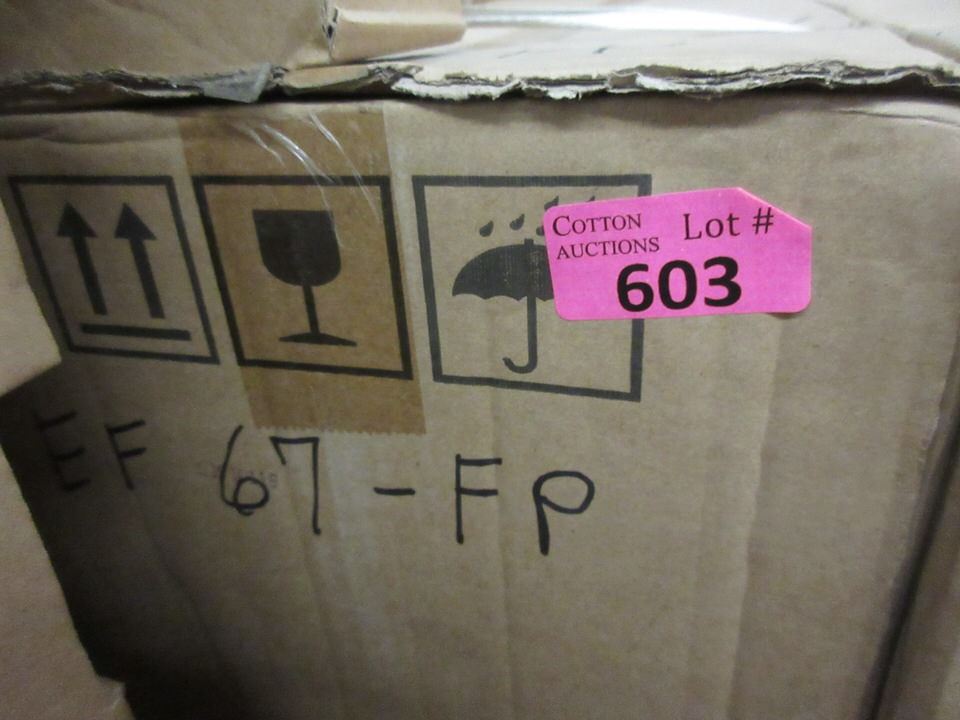 COTTON
AUCTIONS
Lot #
603
EF 67-FP